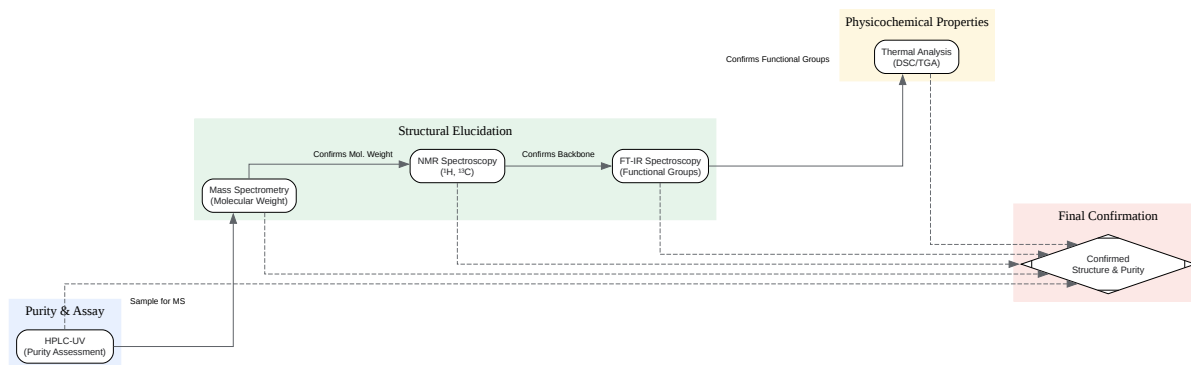 Physicochemical Properties
Thermal Analysis
(DSC/TGA)
Confirms Functional Groups
Structural Elucidation
Confirms Mol. Weight
NMR Spectroscopy
(¹H, ¹³C)
Confirms Backbone
FT-IR Spectroscopy
(Functional Groups)
Mass Spectrometry
(Molecular Weight)
Final Confirmation
Confirmed
Structure & Purity
Sample for MS
Purity & Assay
HPLC-UV
(Purity Assessment)